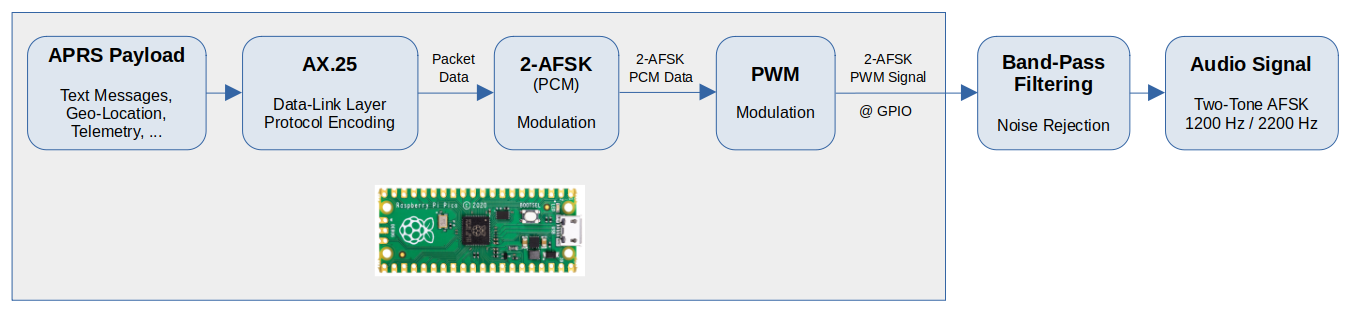 APRS Payload
Text Messages,
Geo-Location,
Telemetry, ...
AX.25
Data-Link Layer
Protocol Encoding
Packet
Data
2-AFSK
(PCM)
Modulation
2-AFSK
PCM Data
PWM
Modulation
2-AFSK
PWM Signal
@ GPIO
Band-Pass
Filtering
Noise Rejection
Audio Signal
Two-Tone AFSK
1200 Hz / 2200 Hz
Raspberry Pi Pico © 2020
BOOTSEL